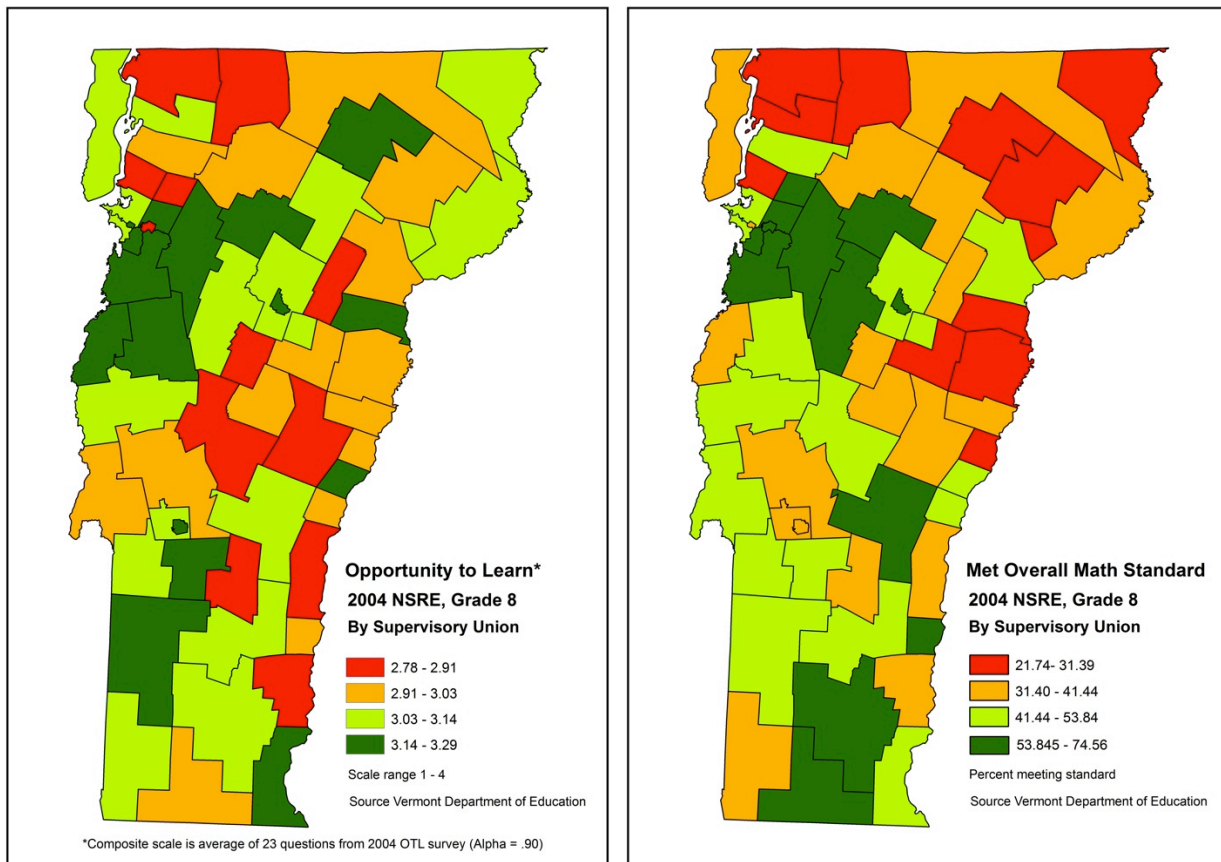 Opportunity to Learn*
2004 NSRE, Grade 8
By Supervisory Union
2.78 - 2.91
2.91 - 3.03
3.03 - 3.14
3.14 - 3.29
Scale range 1 - 4
Source Vermont Department of Education
*Composite scale is average of 23 questions from 2004 OTL survey (Alpha = .90)
Met Overall Math Standard
2004 NSRE, Grade 8
By Supervisory Union
21.74- 31.39
31.40 - 41.44
41.44 - 53.84
53.845 - 74.56
Percent meeting standard
Source Vermont Department of Education